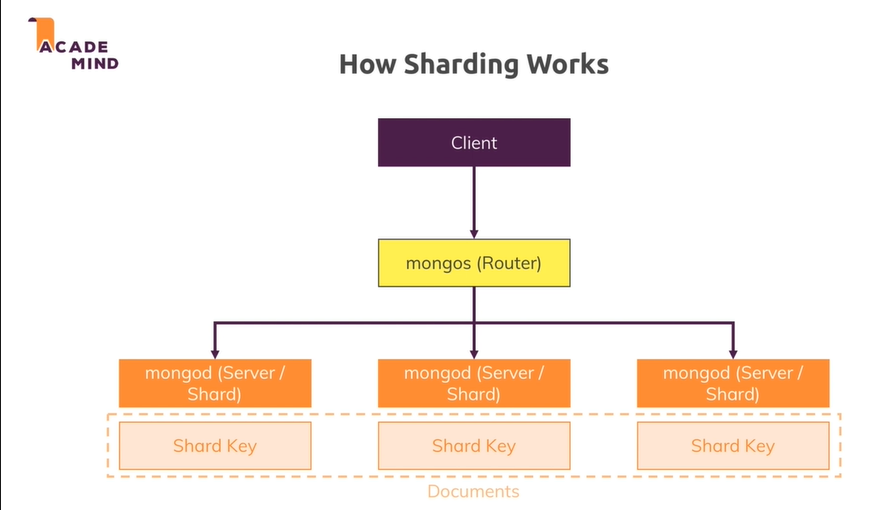 ACADE
MIND
How Sharding Works
Client
mongos (Router)
mongod (Server /
Shard)
mongod (Server /
Shard)
mongod (Server /
Shard)
Shard Key
Shard Key
Shard Key
Documents